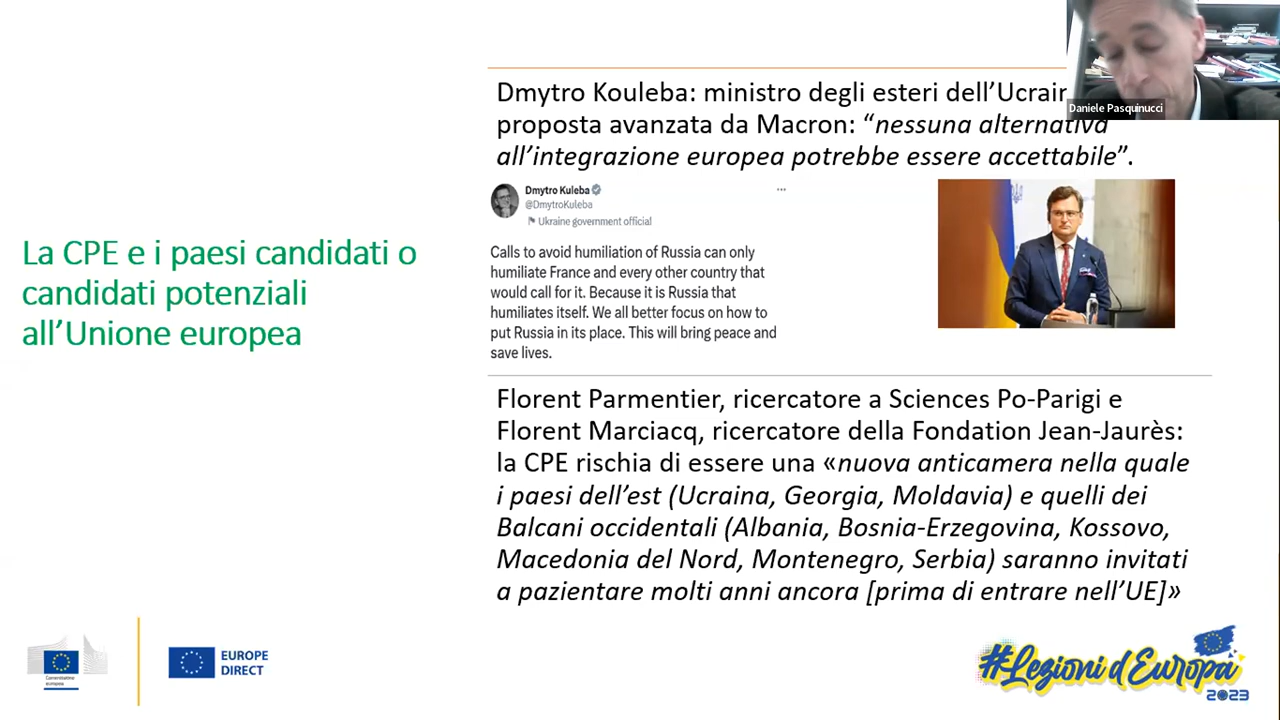 Daniele Pasquinucci
Dmytro Kouleba: ministro degli esteri dell’Ucrain
proposta avanzata da Macron: “nessuna alternativa
all’integrazione europea potrebbe essere accettabile”.
Dmytro Kuleba
@DmytroKuleba
Ukraine government official
Calls to avoid humiliation of Russia can only
humiliate France and every other country that
would call for it. Because it is Russia that
humiliates itself. We all better focus on how to
put Russia in its place. This will bring peace and
save lives.
La CPE e i paesi candidati o
candidati potenziali
all’Unione europea
Florent Parmentier, ricercatore a Sciences Po-Parigi e
Florent Marciacq, ricercatore della Fondation Jean-Jaurès:
la CPE rischia di essere una «nuova anticamera nella quale
i paesi dell’est (Ucraina, Georgia, Moldavia) e quelli dei
Balcani occidentali (Albania, Bosnia-Erzegovina, Kossovo,
Macedonia del Nord, Montenegro, Serbia) saranno invitati
a pazientare molti anni ancora [prima di entrare nell’UE]»
Commissione
europea
EUROPE
DIRECT
#Lezioni d'Europa
2023